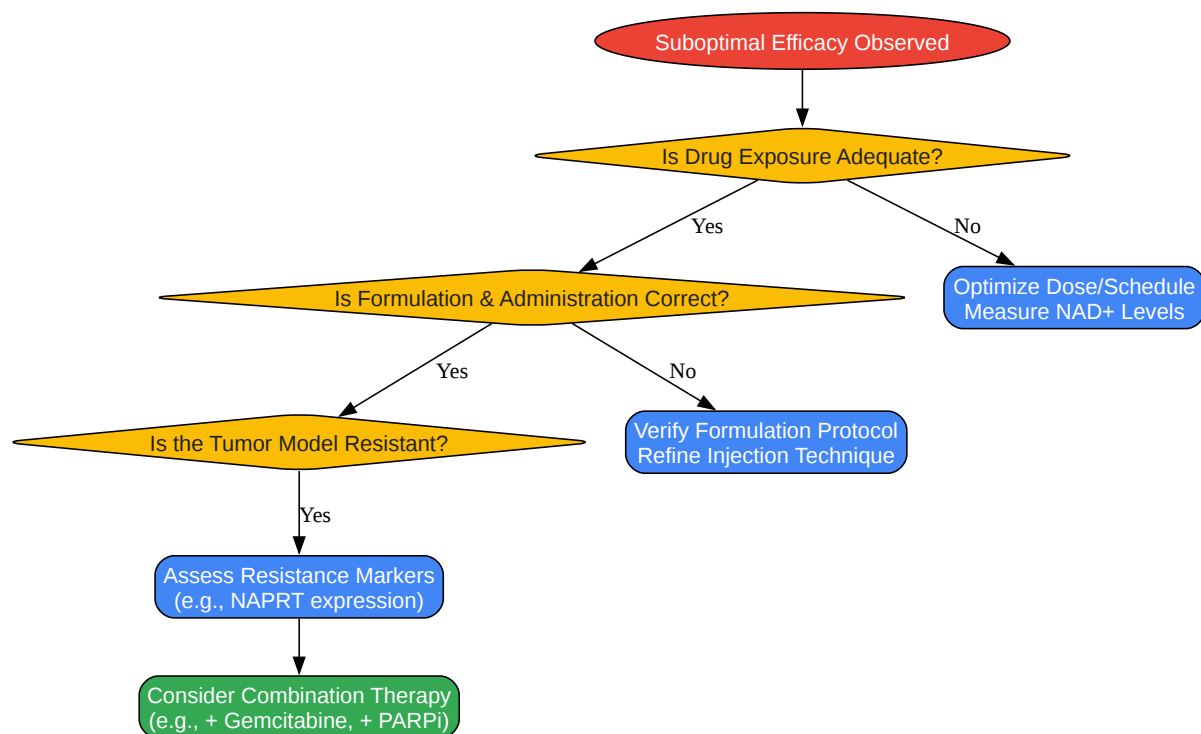 Suboptimal Efficacy Observed
Is Drug Exposure Adequate?
Yes
No
Is Formulation & Administration Correct?
Optimize Dose/Schedule
Measure NAD+ Levels
Yes
No
Is the Tumor Model Resistant?
Verify Formulation Protocol
Refine Injection Technique
Yes
Assess Resistance Markers
(e.g., NAPRT expression)
Consider Combination Therapy
(e.g., + Gemcitabine, + PARPi)